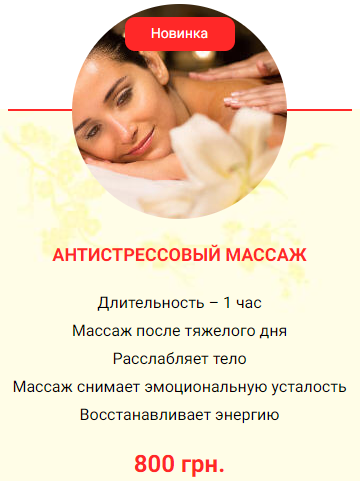 Новинка
АНТИСТРЕССОВЫЙ МАССАЖ
Длительность – 1 час
Массаж после тяжелого дня
Расслабляет тело
Массаж снимает эмоциональную усталость
Восстанавливает энергию
800 грн.